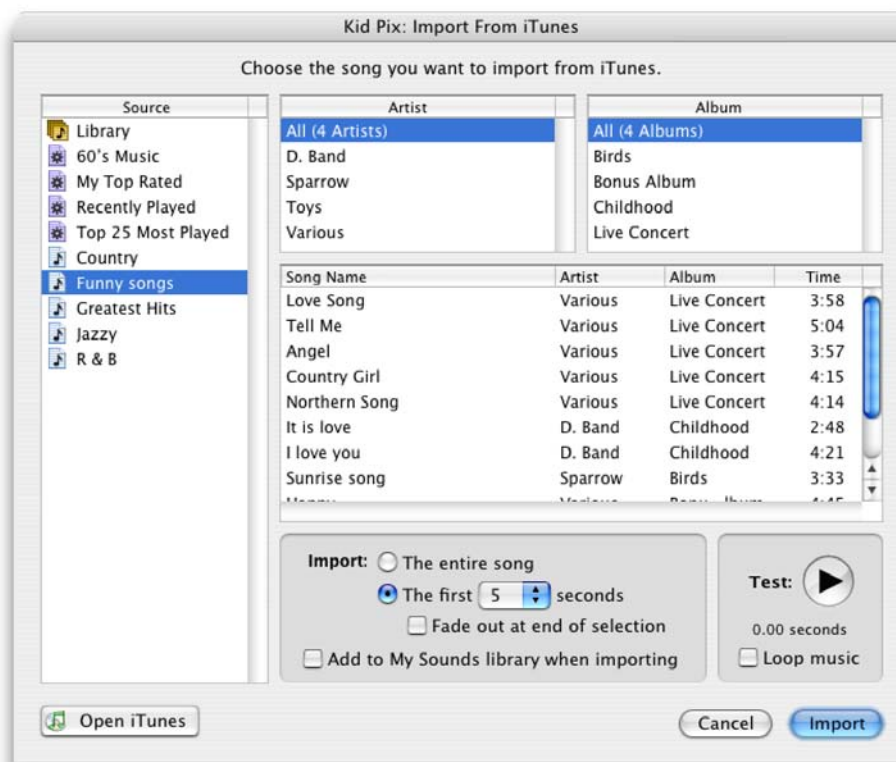 Kid Pix: Import From iTunes
Choose the song you want to import from iTunes.
Source
Library
60's Music
My Top Rated
Recently Played
Top 25 Most Played
Country
Funny songs
Greatest Hits
Jazzy
R & B
Artist
All (4 Artists)
D. Band
Sparrow
Toys
Various
Album
All (4 Albums)
Birds
Bonus Album
Childhood
Live Concert
Song Name Artist Album Time
Love Song Various Live Concert 3:58
Tell Me Various Live Concert 5:04
Angel Various Live Concert 3:57
Country Girl Various Live Concert 4:15
Northern Song Various Live Concert 4:14
It is love D. Band Childhood 2:48
I love you D. Band Childhood 4:21
Sunrise song Sparrow Birds 3:33
Import: The entire song
The first 5 seconds
Fade out at end of selection
Add to My Sounds library when importing
Test:
0.00 seconds
Loop music
Open iTunes
Cancel
Import